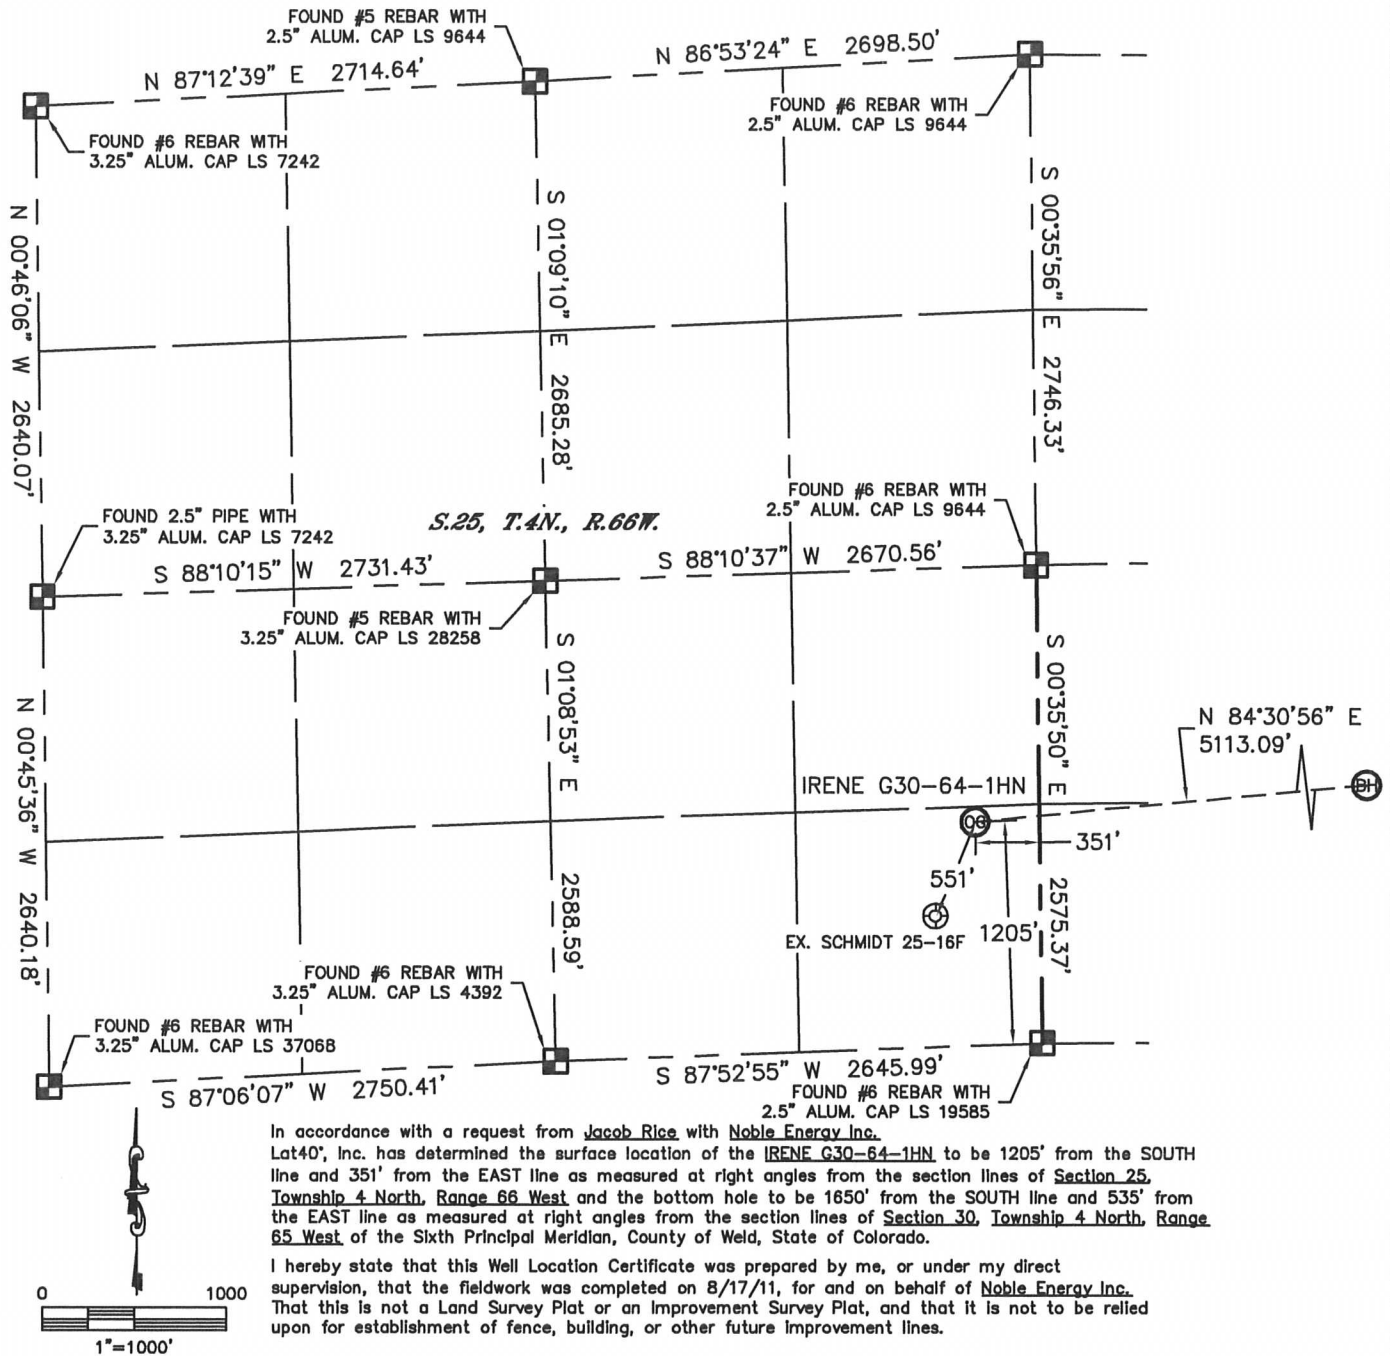 FOUND #5 REBAR WITH
2.5" ALUM. CAP LS 9644
N 87°12'39" E 2714.64'
N 86°53'24" E 2698.50'
FOUND #6 REBAR WITH
2.5" ALUM. CAP LS 9644
FOUND #6 REBAR WITH
3.25" ALUM. CAP LS 7242
N 00°46'06" W 2640.07'
S 01°09'10" E 2685.28'
S 00°35'56" E 2746.33'
FOUND 2.5" PIPE WITH
3.25" ALUM. CAP LS 7242
S.25, T.4N., R.66W.
FOUND #6 REBAR WITH
2.5" ALUM. CAP LS 9644
S 88°10'15" W 2731.43'
S 88°10'37" W 2670.56'
FOUND #5 REBAR WITH
3.25" ALUM. CAP LS 28258
N 00°45'36" W 2640.18'
S 01°08'53" E 2588.59'
S 00°35'50" E 2575.37'
N 84°30'56" E
5113.09'
IRENE G30-64-1HN
OG
BH
351'
551'
1205'
EX. SCHMIDT 25-16F
FOUND #6 REBAR WITH
3.25" ALUM. CAP LS 4392
FOUND #6 REBAR WITH
3.25" ALUM. CAP LS 37068
S 87°06'07" W 2750.41'
S 87°52'55" W 2645.99'
FOUND #6 REBAR WITH
2.5" ALUM. CAP LS 19585
In accordance with a request from Jacob Rice with Noble Energy Inc.
Lat40°, Inc. has determined the surface location of the IRENE G30-64-1HN to be 1205' from the SOUTH
line and 351' from the EAST line as measured at right angles from the section lines of Section 25,
Township 4 North, Range 66 West and the bottom hole to be 1650' from the SOUTH line and 535' from
the EAST line as measured at right angles from the section lines of Section 30, Township 4 North, Range
65 West of the Sixth Principal Meridian, County of Weld, State of Colorado.
I hereby state that this Well Location Certificate was prepared by me, or under my direct
supervision, that the fieldwork was completed on 8/17/11, for and on behalf of Noble Energy Inc.
That this is not a Land Survey Plat or an Improvement Survey Plat, and that it is not to be relied
upon for establishment of fence, building, or other future improvement lines.
0 1000
1"=1000'